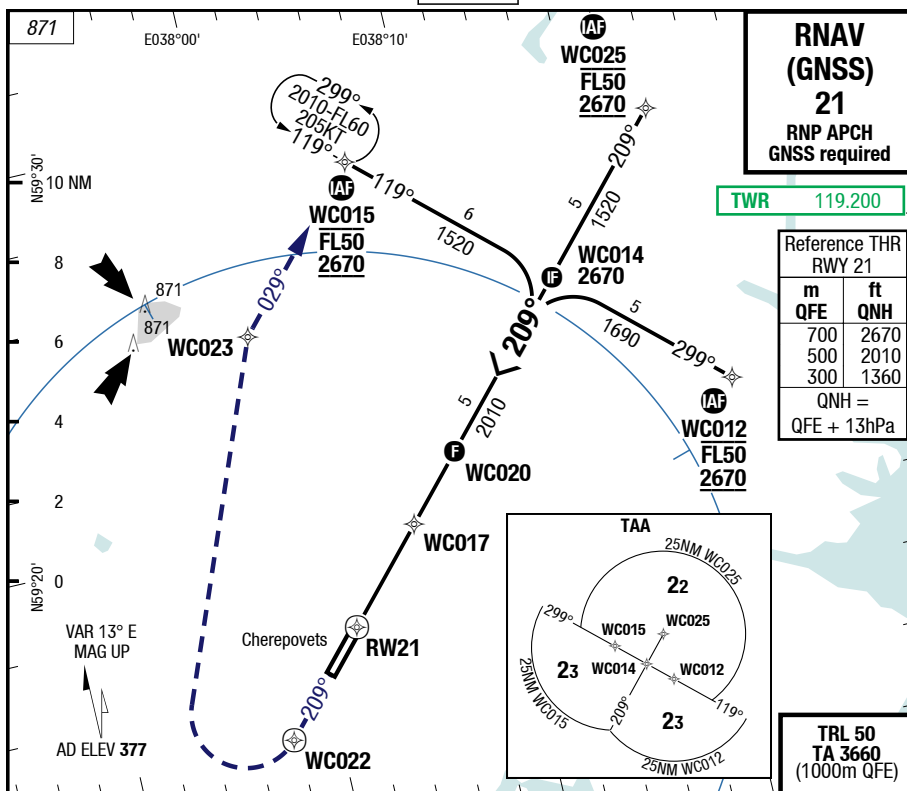 871
E038°00'
E038°10'
IAF
WC025
FL50
2670
RNAV
(GNSS)
21
RNP APCH
GNSS required
TWR 119.200
Reference THR
RWY 21
m ft
QFE QNH
700 2670
500 2010
300 1360
QNH =
QFE + 13hPa
299°
2010-FL60
205KT
119°
N59°30'
10 NM
IAF
WC015
FL50
2670
119°
6
1520
209°
5
1520
WC014
2670
IF
8
871
871
029°
WC023
6
209°
5
1690
299°
IAF
WC012
FL50
2670
4
5
2010
F
WC020
2
WC017
0
N59°20'
VAR 13° E
MAG UP
AD ELEV 377
Cherepovets
RW21
209°
WC022
TAA
25NM WC025
22
299°
WC015
WC025
WC014
WC012
23
209°
119°
23
25NM WC015
25NM WC012
TRL 50
TA 3660
(1000m QFE)